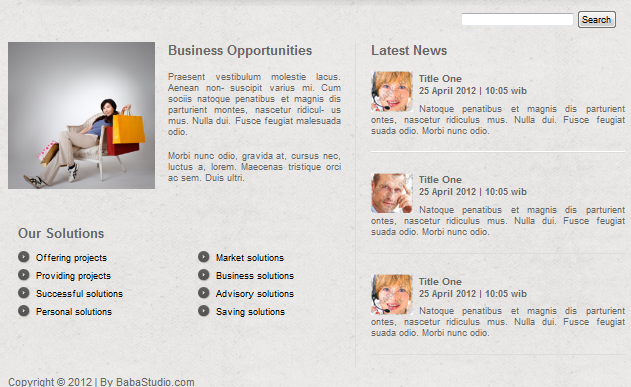 Search
Business Opportunities
Praesent vestibulum molestie lacus.
Aenean non- suscipit varius mi. Cum
sociis natoque penatibus et magnis dis
parturient montes, nascetur ridicul- us
mus. Nulla dui. Fusce feugiat malesuada
odio.
Morbi nunc odio, gravida at, cursus nec,
luctus a, lorem. Maecenas tristique orci
ac sem. Duis ultri.
Our Solutions
Offering projects
Providing projects
Successful solutions
Personal solutions
Market solutions
Business solutions
Advisory solutions
Saving solutions
Latest News
Title One
25 April 2012 | 10:05 wib
Natoque penatibus et magnis dis parturient
ontes, nascetur ridiculus mus. Nulla dui. Fusce feugiat
suada odio. Morbi nunc odio.
Title One
25 April 2012 | 10:05 wib
Natoque penatibus et magnis dis parturient
ontes, nascetur ridiculus mus. Nulla dui. Fusce feugiat
suada odio. Morbi nunc odio.
Title One
25 April 2012 | 10:05 wib
Natoque penatibus et magnis dis parturient
ontes, nascetur ridiculus mus. Nulla dui. Fusce feugiat
suada odio. Morbi nunc odio.
Copyright © 2012 | By BabaStudio.com